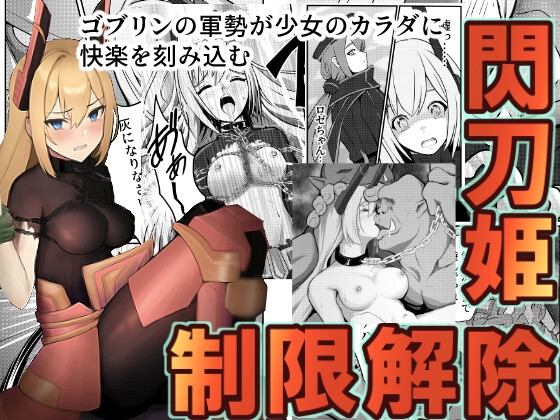 ゴブリンの軍勢が少女のカラダに
快楽を刻み込む
閃刀姫
制限解除
ロゼちゃん
灰になりなさ